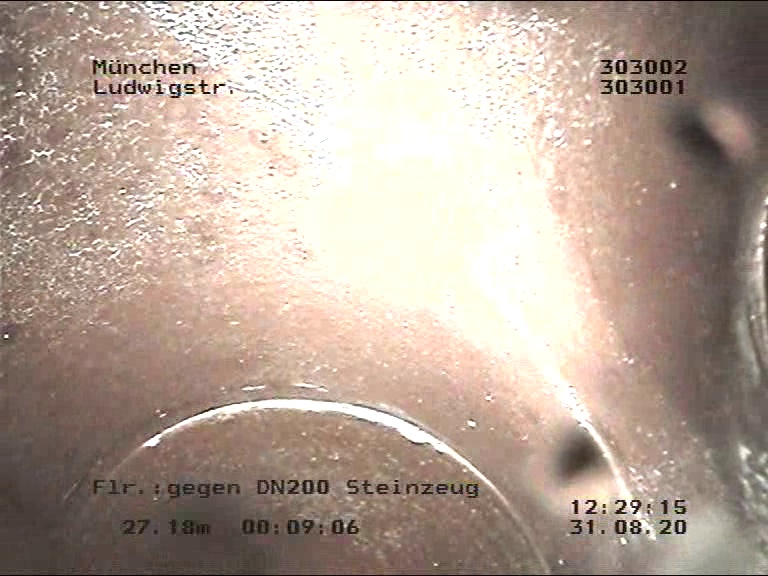 München
Ludwigstr.
303002
303001
Flr.:gegen DN200 Steinzeug
27.18m 00:09:06
12:29:15
31.08.20